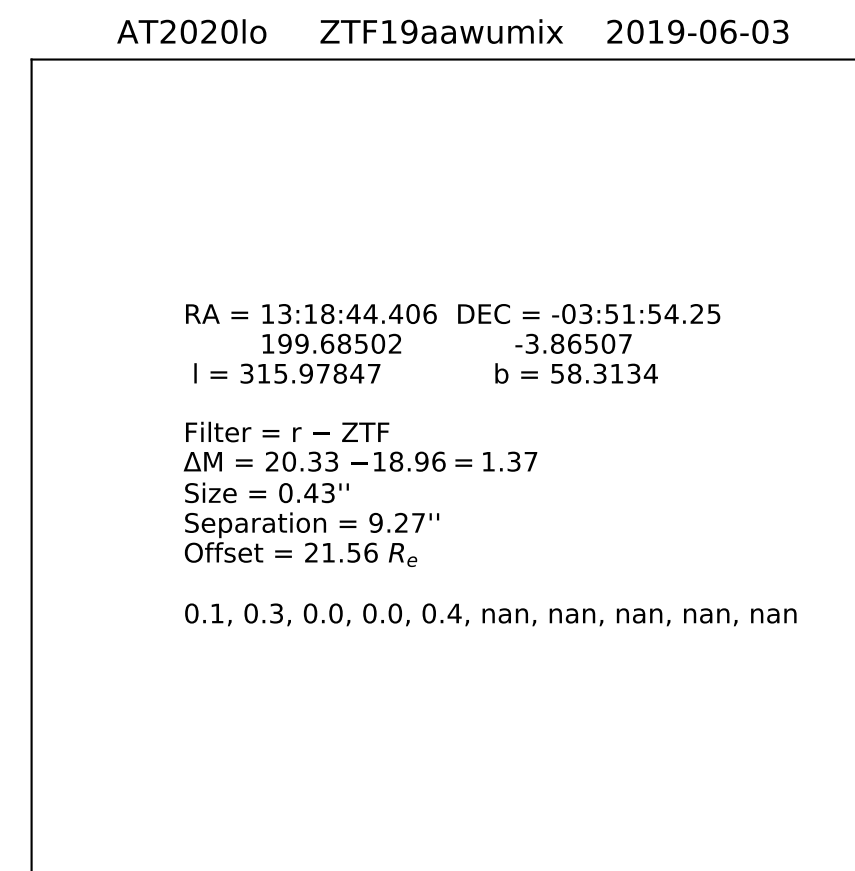 AT2020lo ZTF19aawumix 2019-06-03
RA = 13:18:44.406 DEC = -03:51:54.25
199.68502 -3.86507
l = 315.97847 b = 58.3134
Filter = r − ZTF
ΔM = 20.33 −18.96 = 1.37
Size = 0.43''
Separation = 9.27''
Offset = 21.56 Rₑ
0.1, 0.3, 0.0, 0.0, 0.4, nan, nan, nan, nan, nan